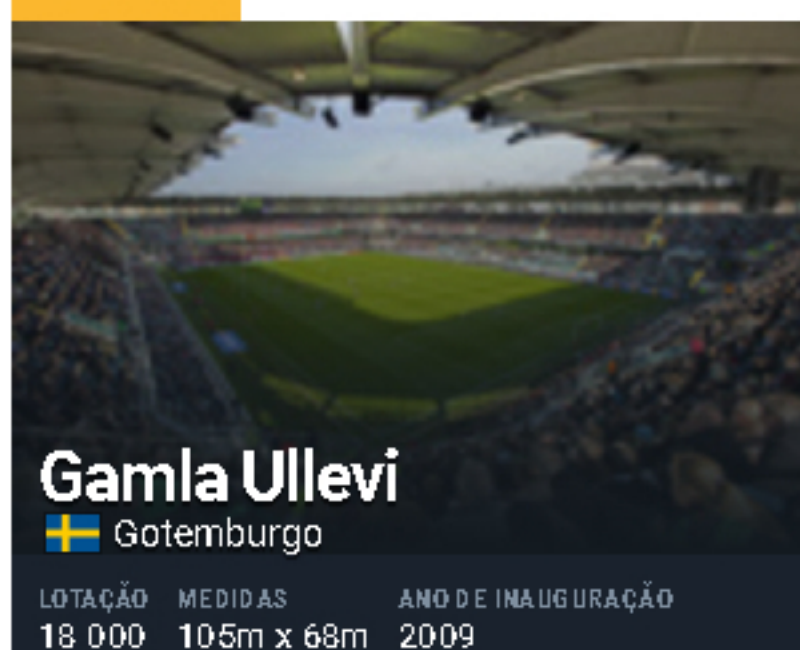 Gamla Ullevi
Gotemburgo
LOTAÇÃO MEDIDAS ANO DE INAUGURAÇÃO
18 000 105m x 68m 2009